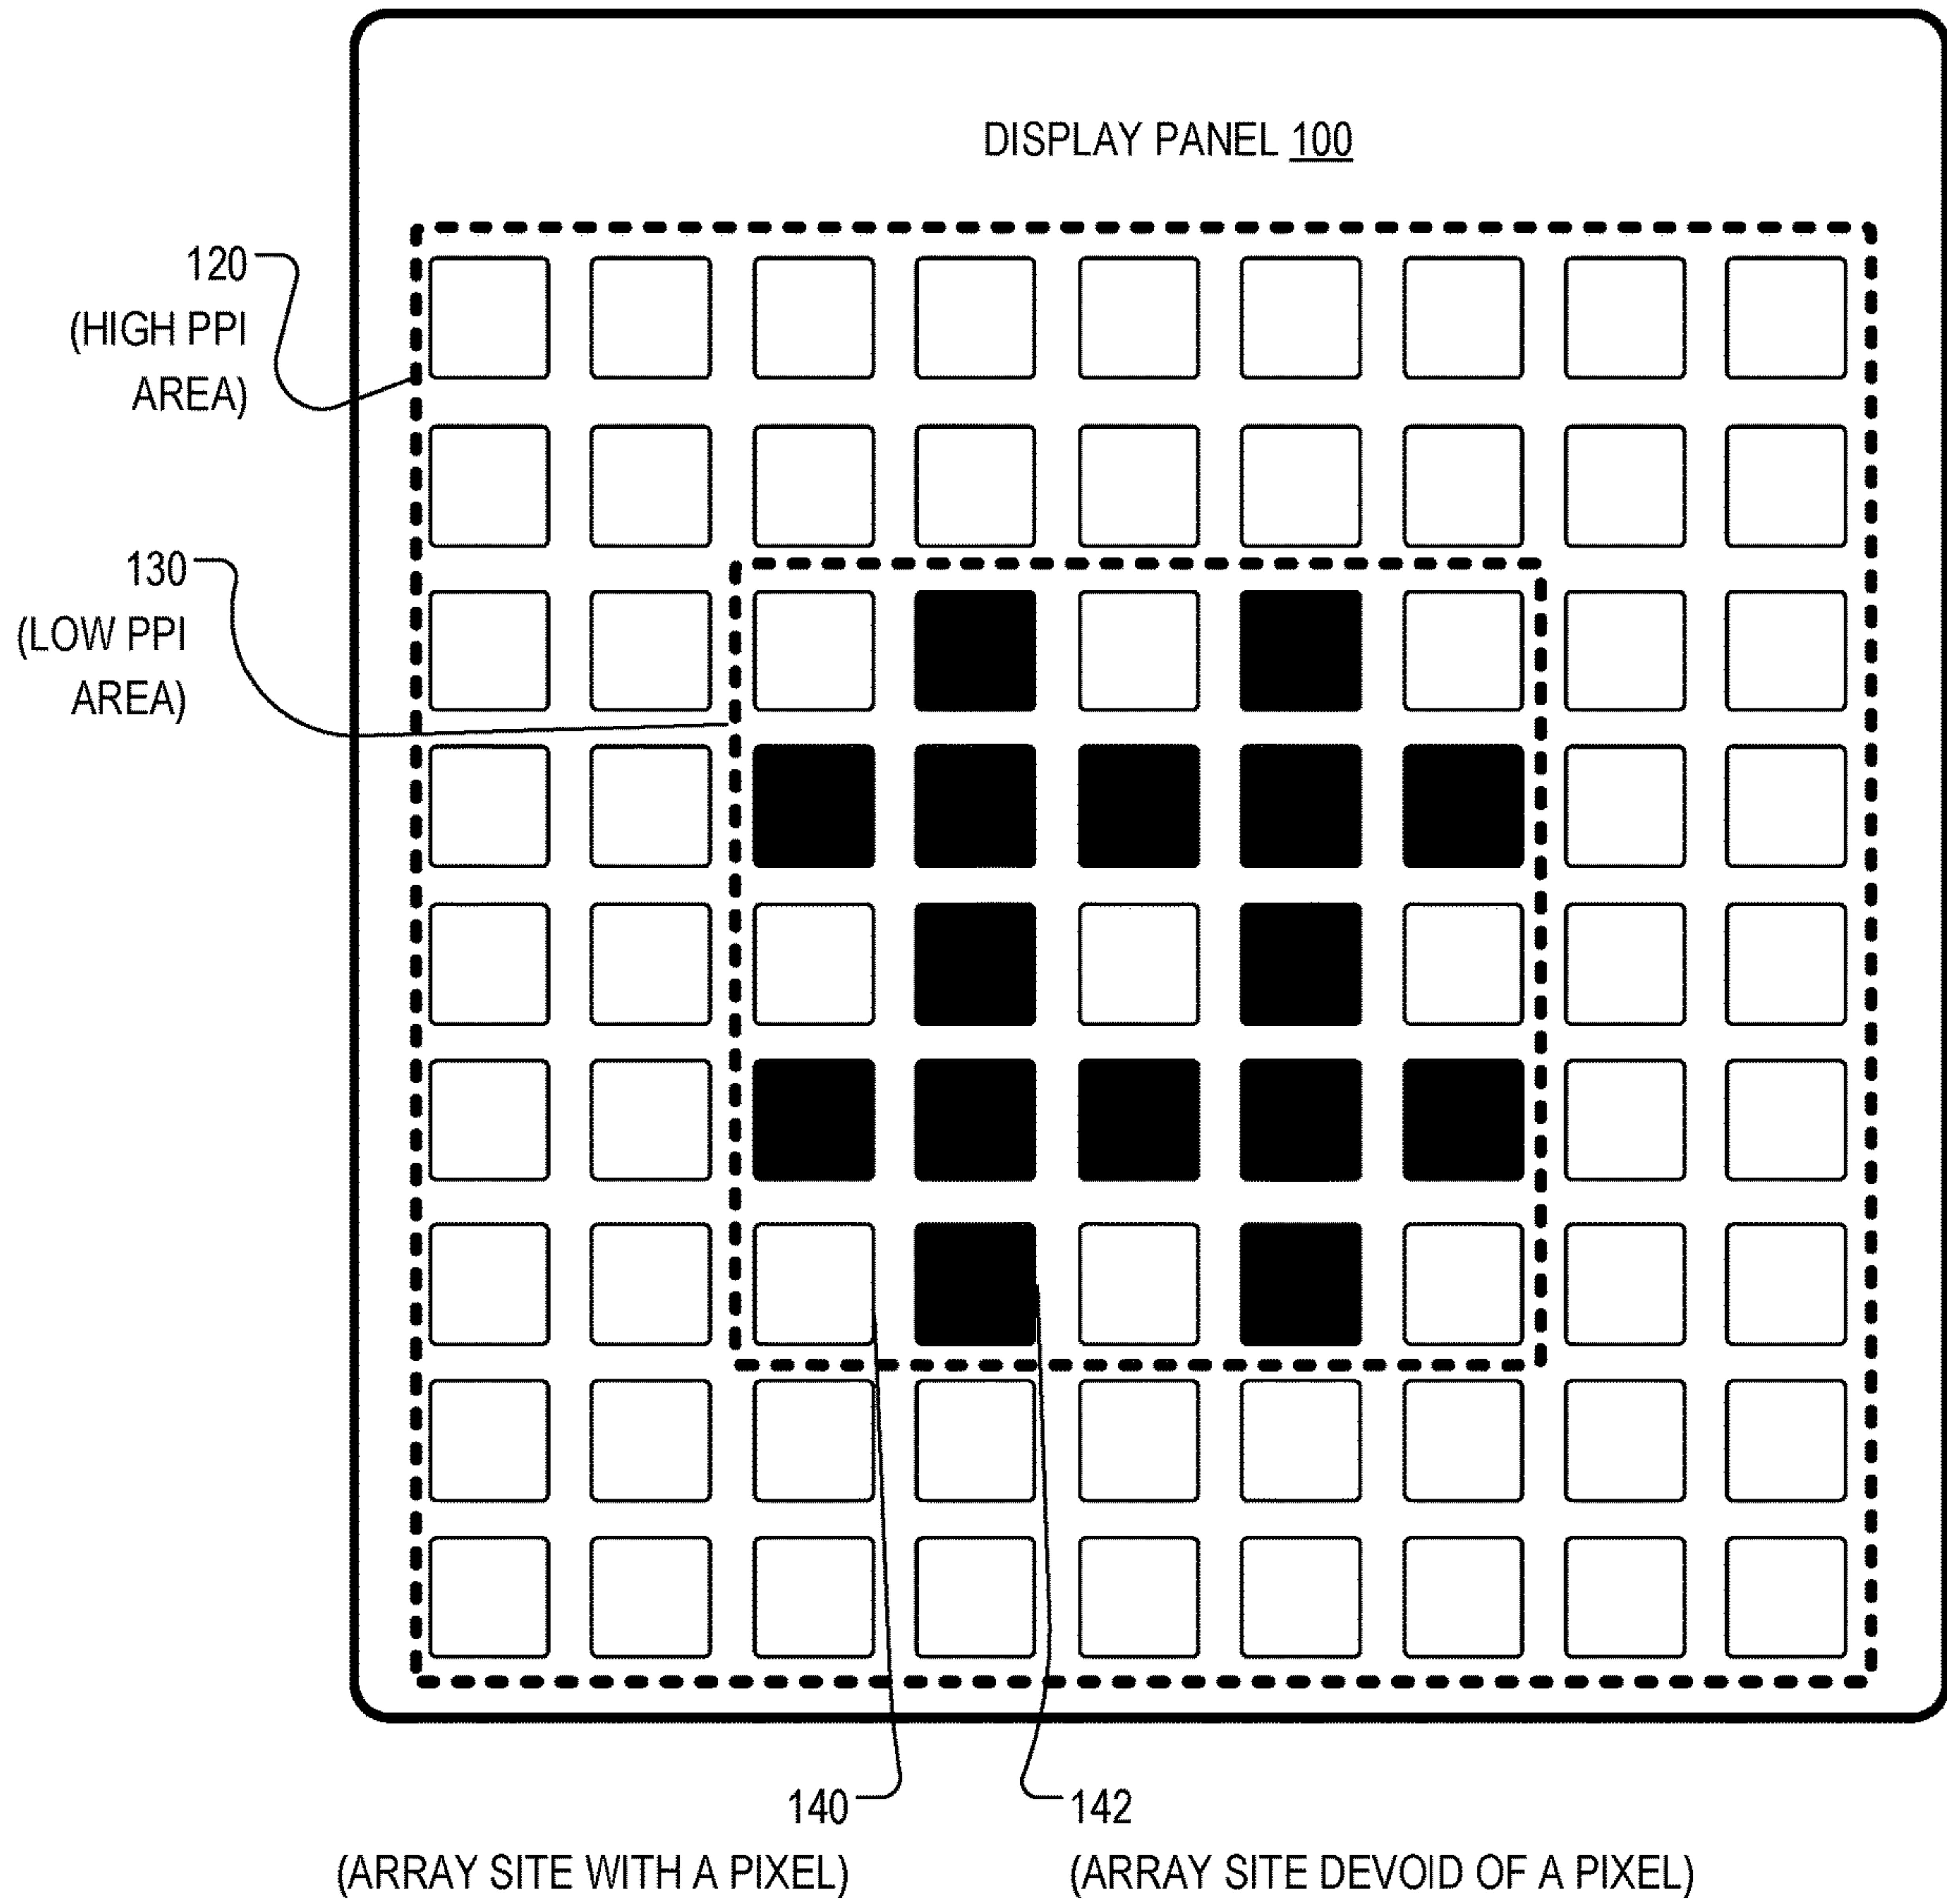 DISPLAY PANEL 100
120
(HIGH PPI
AREA)
130
(LOW PPI
AREA)
140
(ARRAY SITE WITH A PIXEL)
142
(ARRAY SITE DEVOID OF A PIXEL)